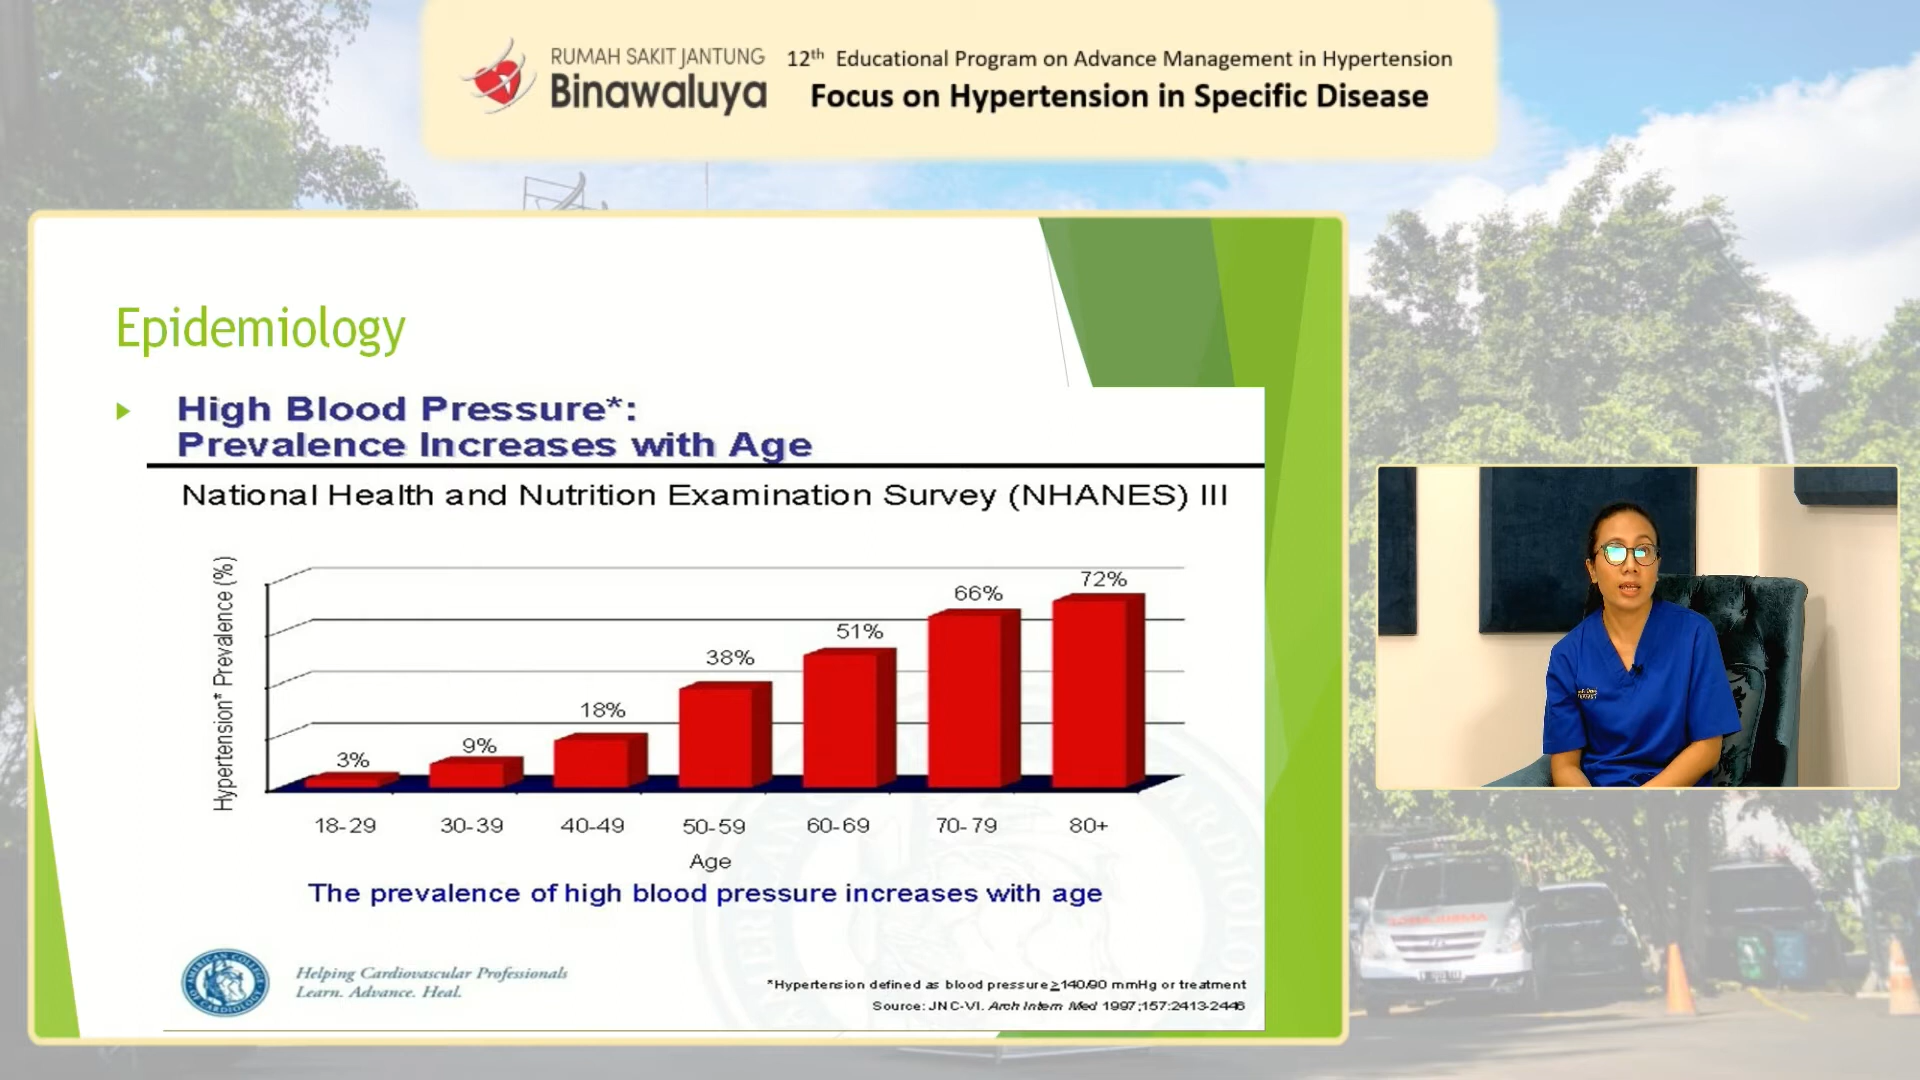 RUMAH SAKIT JANTUNG
Binawaluya
12th Educational Program on Advance Management in Hypertension
Focus on Hypertension in Specific Disease
Epidemiology
High Blood Pressure*:
Prevalence Increases with Age
National Health and Nutrition Examination Survey (NHANES) III
Hypertension* Prevalence (%)
3%
9%
18%
38%
51%
66%
72%
18-29
30-39
40-49
50-59
60-69
70-79
80+
Age
The prevalence of high blood pressure increases with age
AMERICAN COLLEGE OF CARDIOLOGY
Helping Cardiovascular Professionals
Learn. Advance. Heal.
*Hypertension defined as blood pressure ≥140/90 mmHg or treatment
Source: JNC-VI. Arch Intern Med 1997;157:2413-2446